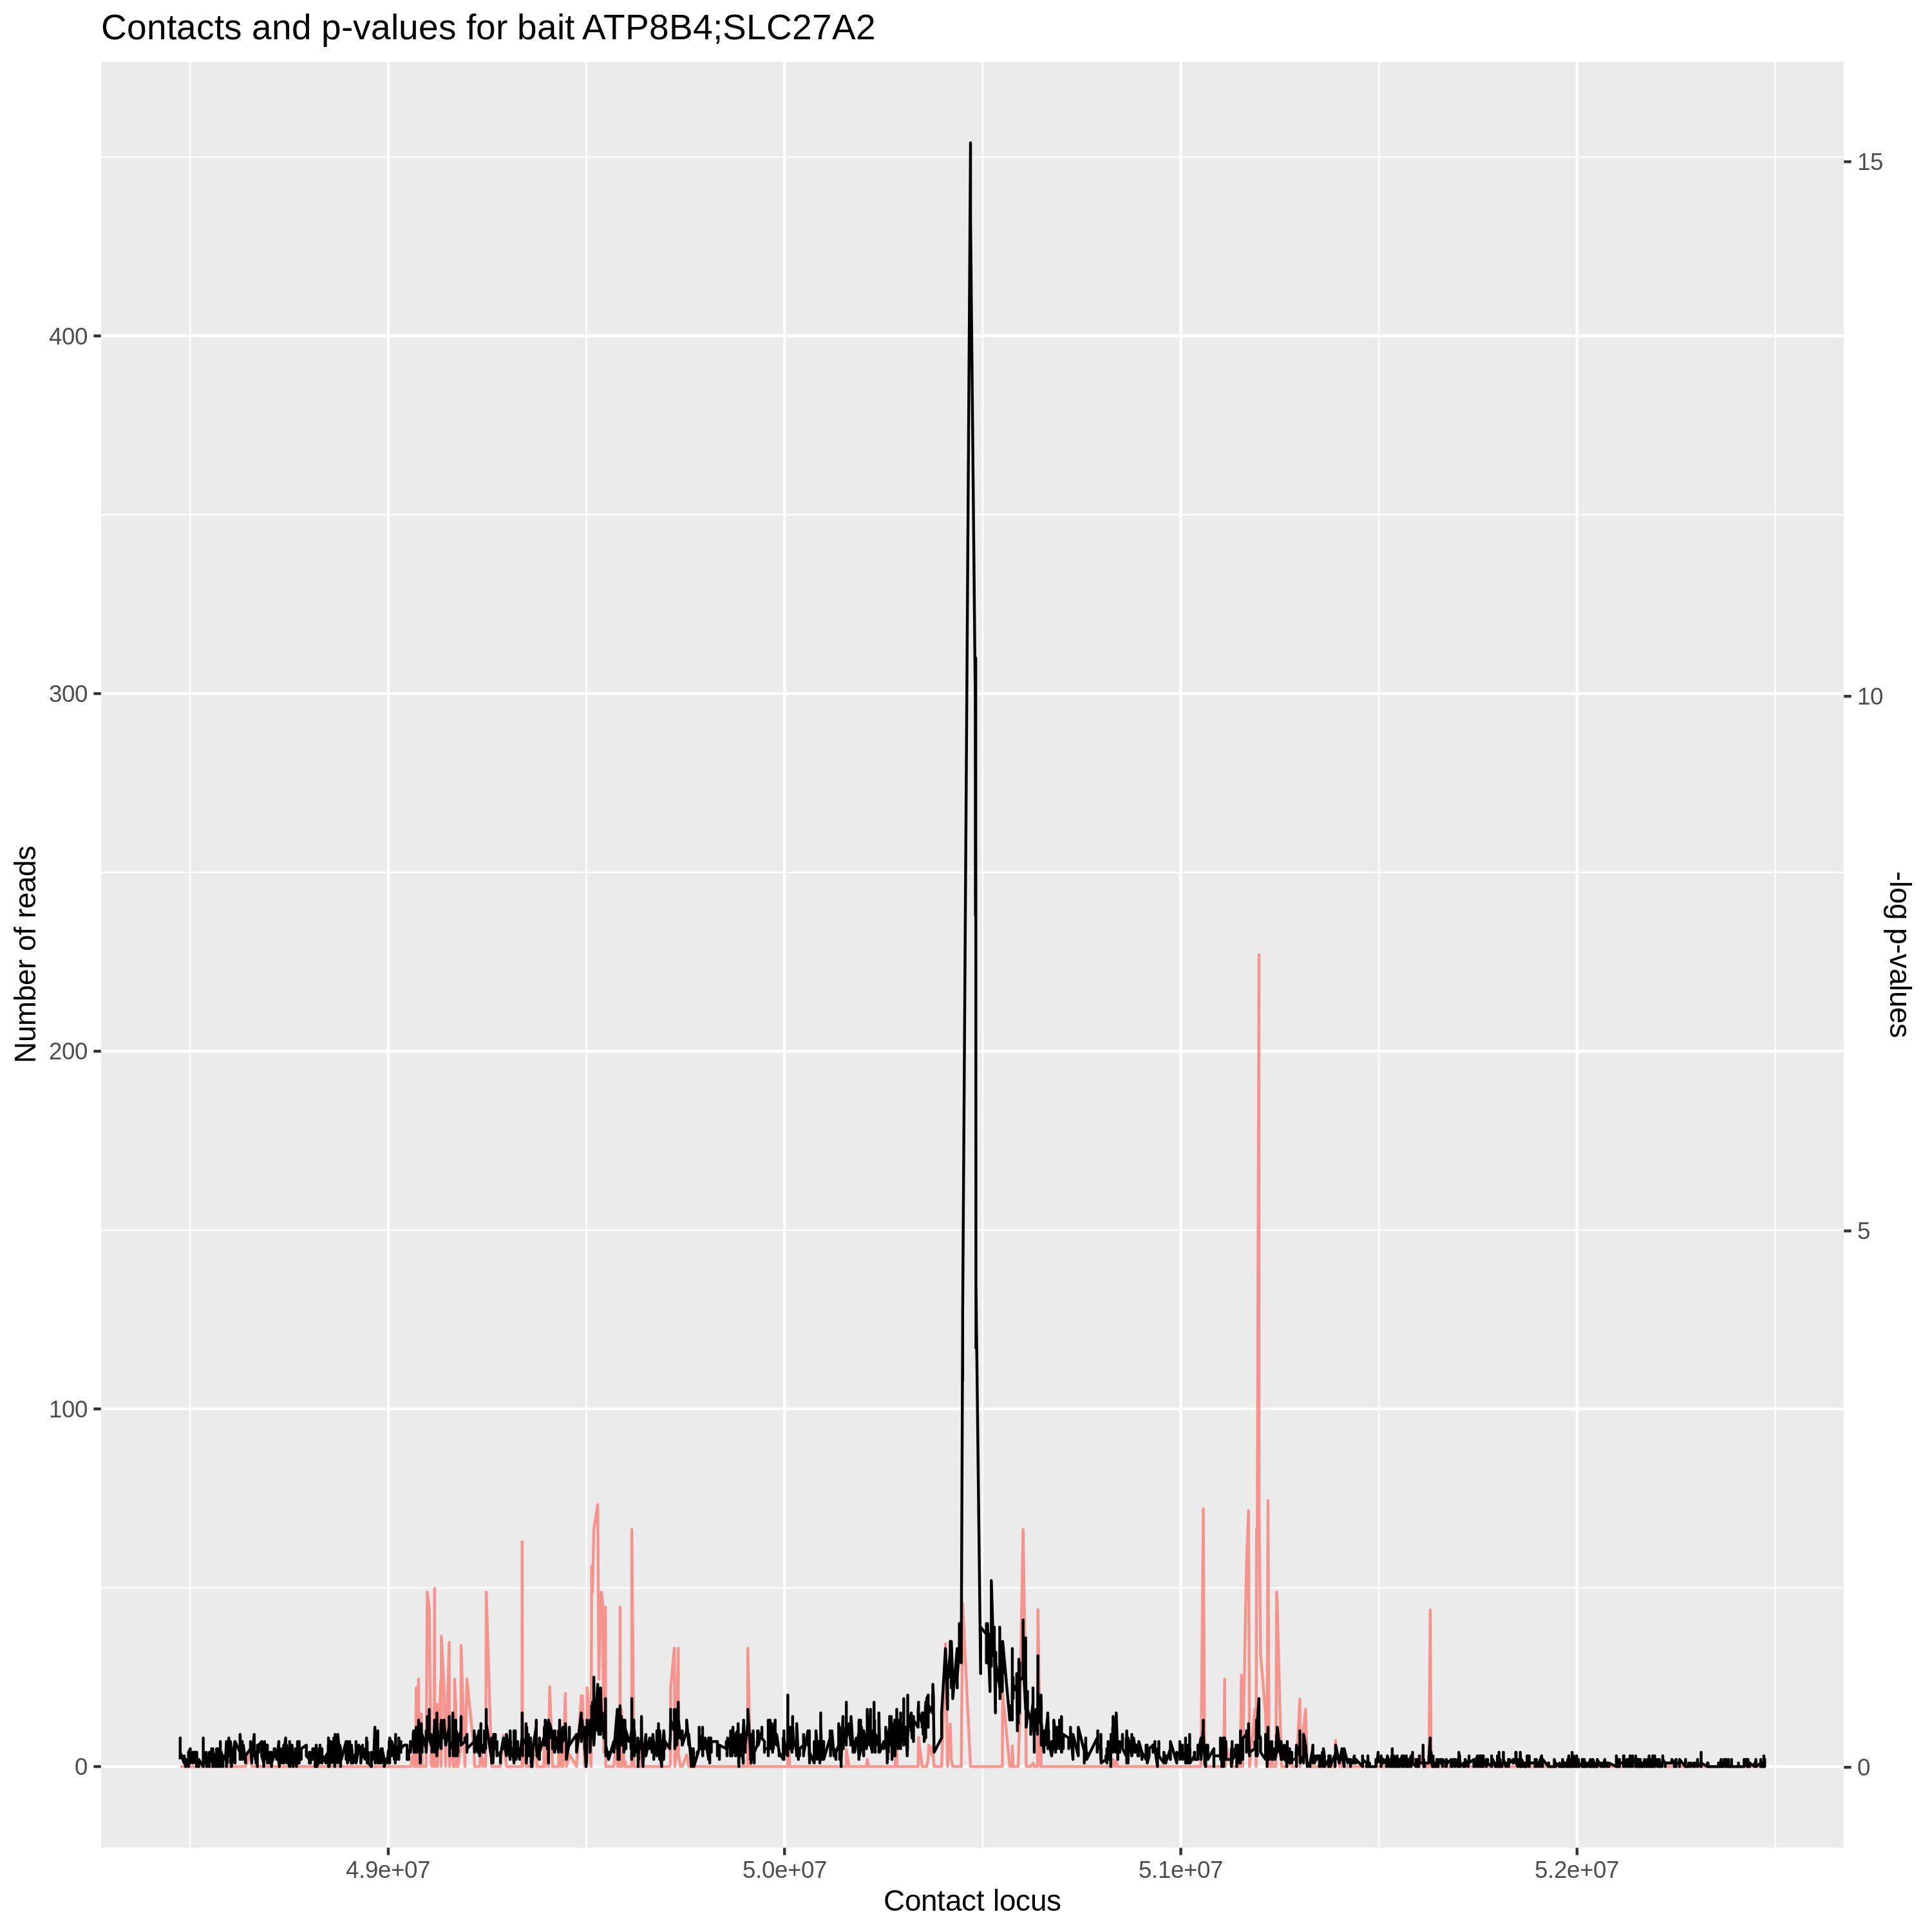 Contacts and p-values for bait ATP8B4;SLC27A2
Number of reads
400
300
200
100
0
15
10
5
0
-log p-values
4.9e+07
5.0e+07
5.1e+07
5.2e+07
Contact locus